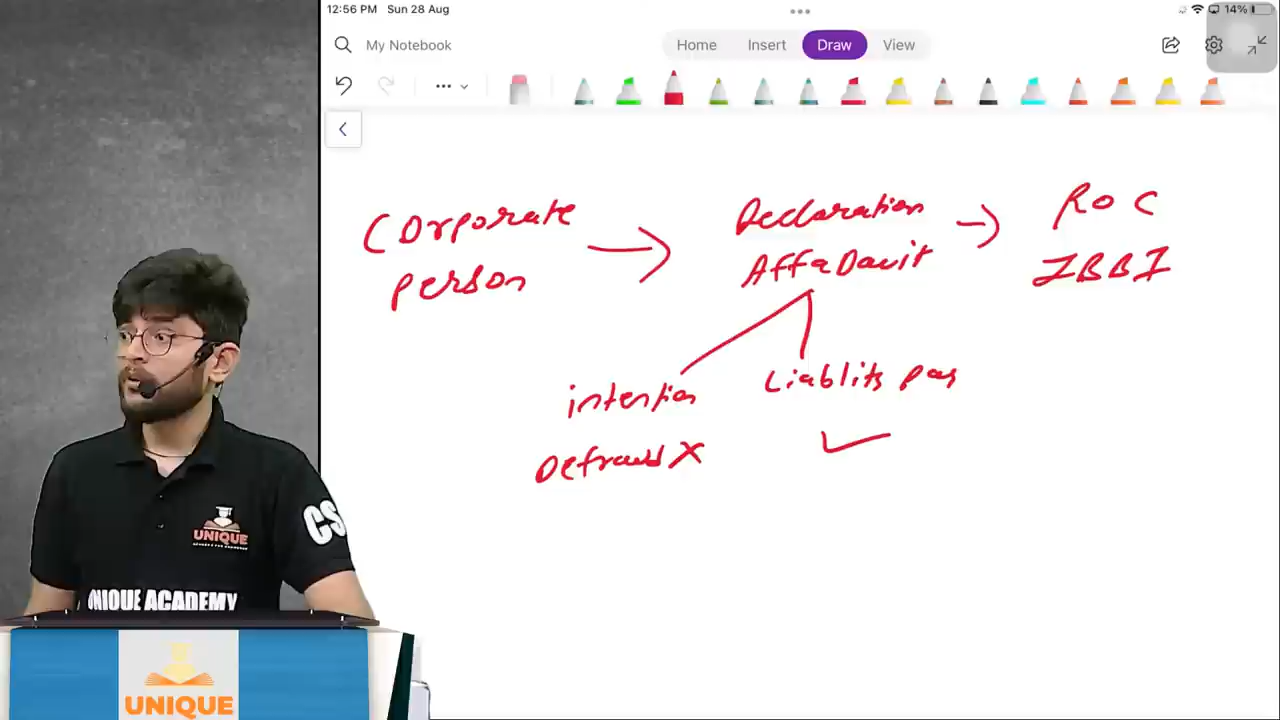 12:56 PM Sun 28 Aug
14%
My Notebook
Home Insert Draw View
Corporate
person
Declaration
AffaDavit
ROC
IBBI
intention
Defraud X
Liablits pay
CS
UNIQUE
UNIQUE ACADEMY
UNIQUE